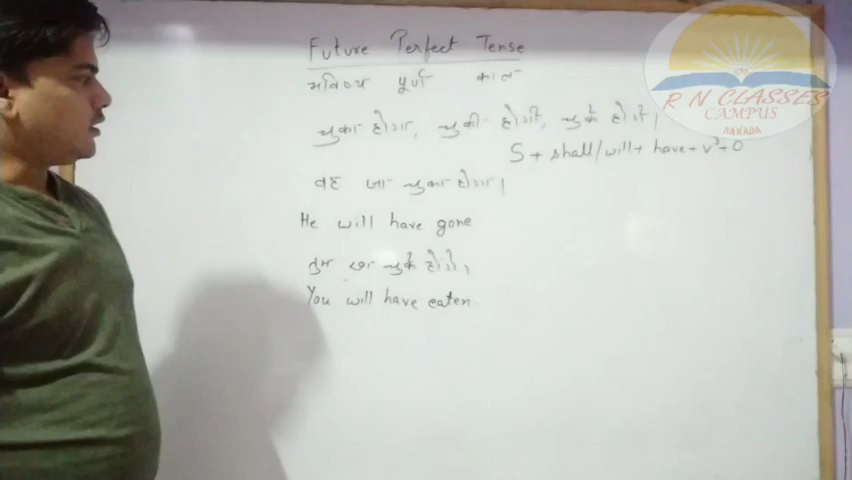 Future Perfect Tense
भविष्य पूर्ण काल
चुका होगा, चुकी होगी, चुके होंगे।
S + shall/will + have + v³ + O
वह जा चुका होगा।
He will have gone
तुम खा चुके होगे,
You will have eaten.
R N CLASSES
CAMPUS
NAWADA